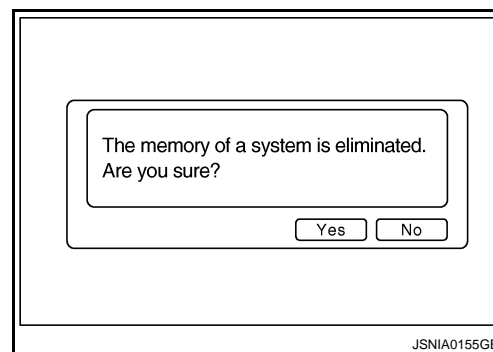 The memory of a system is eliminated.
Are you sure?
Yes No
JSNIA0155GB